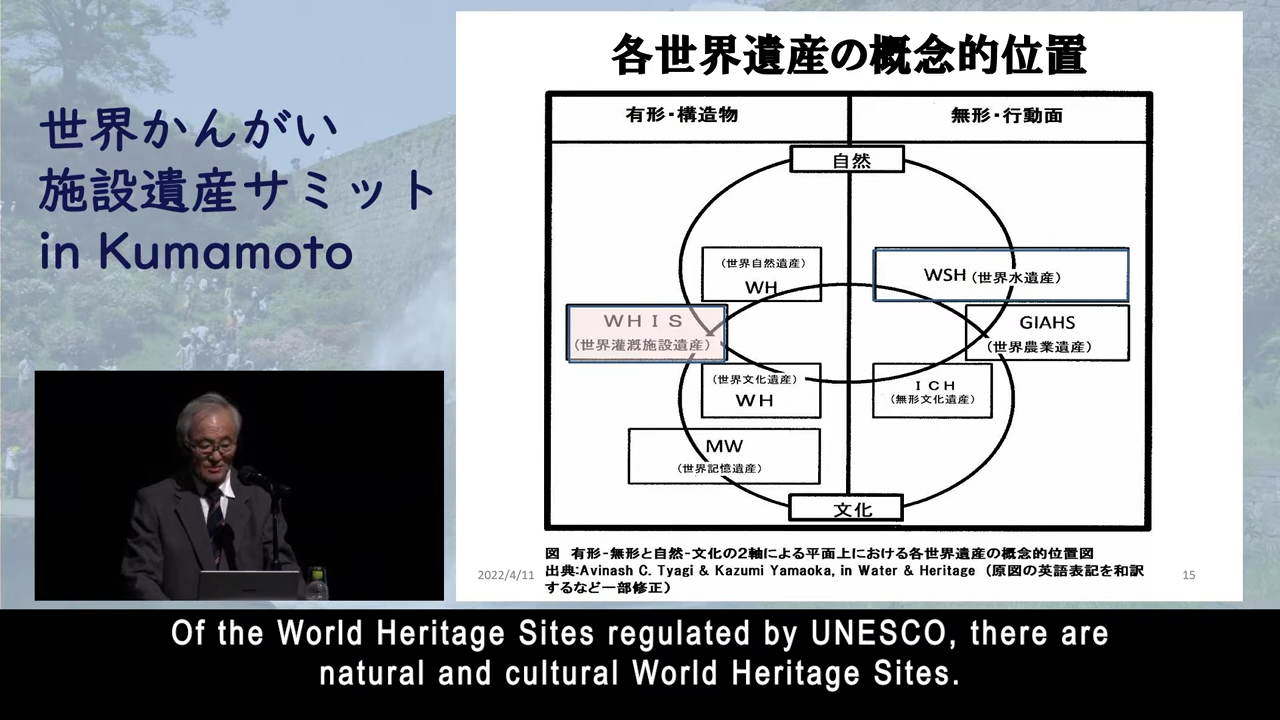 世界かんがい
施設遺産サミット
in Kumamoto
各世界遺産の概念的位置
有形・構造物
無形・行動面
自然
(世界自然遺産)
WH
WSH (世界水遺産)
WHIS
(世界灌漑施設遺産)
GIAHS
(世界農業遺産)
(世界文化遺産)
WH
ICH
(無形文化遺産)
MW
(世界記憶遺産)
文化
図 有形-無形と自然-文化の2軸による平面上における各世界遺産の概念的位置図
出典:Avinash C. Tyagi & Kazumi Yamaoka, in Water & Heritage (原図の英語表記を和訳
するなど一部修正)
2022/4/11
15
Of the World Heritage Sites regulated by UNESCO, there are
natural and cultural World Heritage Sites.